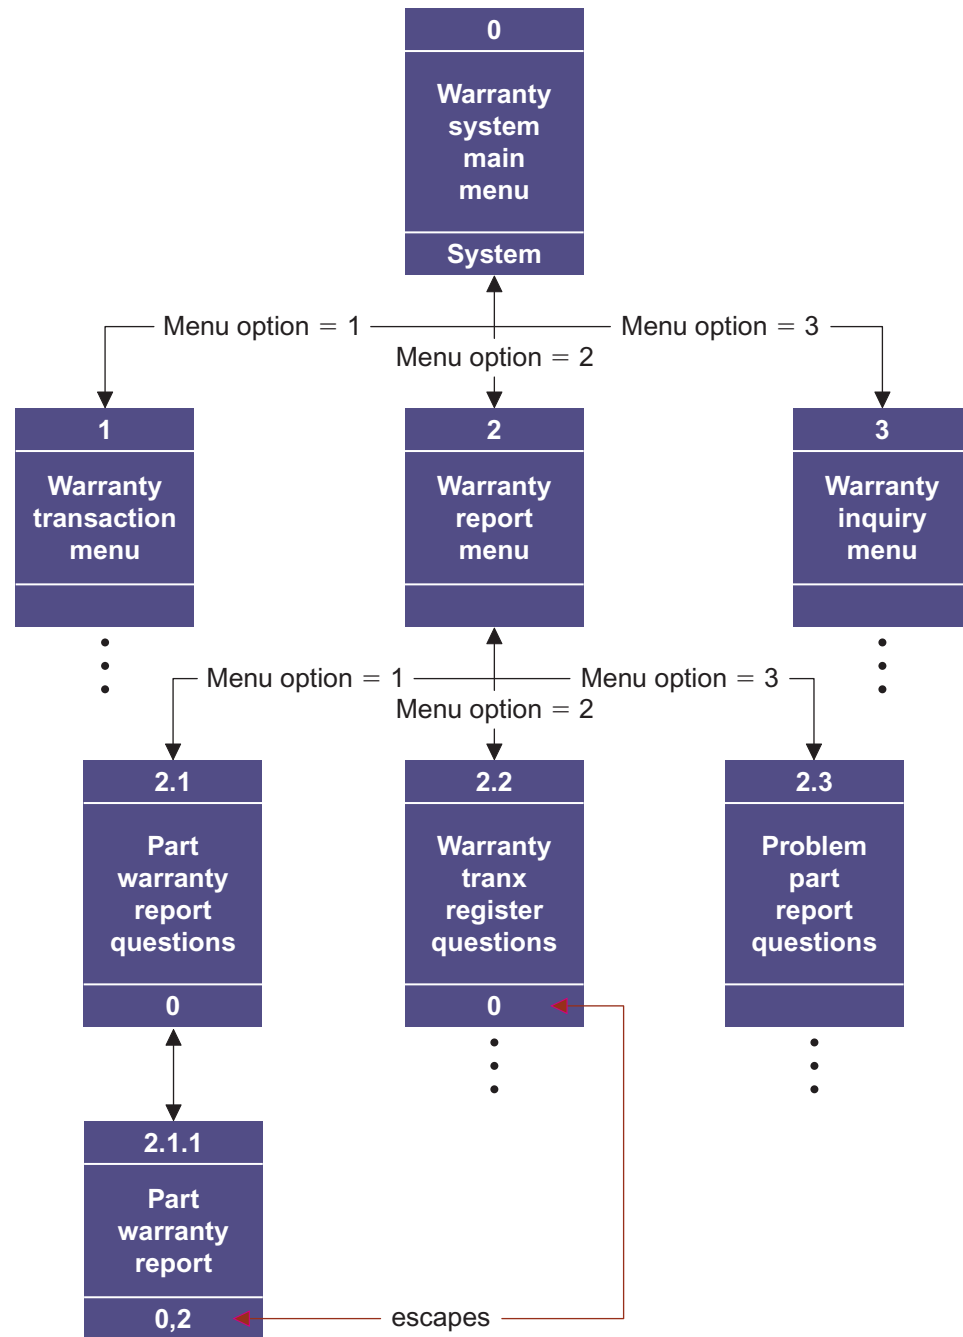 0
Warranty
system
main
menu
System
Menu option = 1
Menu option = 3
Menu option = 2
1
Warranty
transaction
menu
2
Warranty
report
menu
3
Warranty
inquiry
menu
Menu option = 1
Menu option = 3
Menu option = 2
2.1
Part
warranty
report
questions
0
2.2
Warranty
tranx
register
questions
0
2.3
Problem
part
report
questions
2.1.1
Part
warranty
report
0,2
escapes